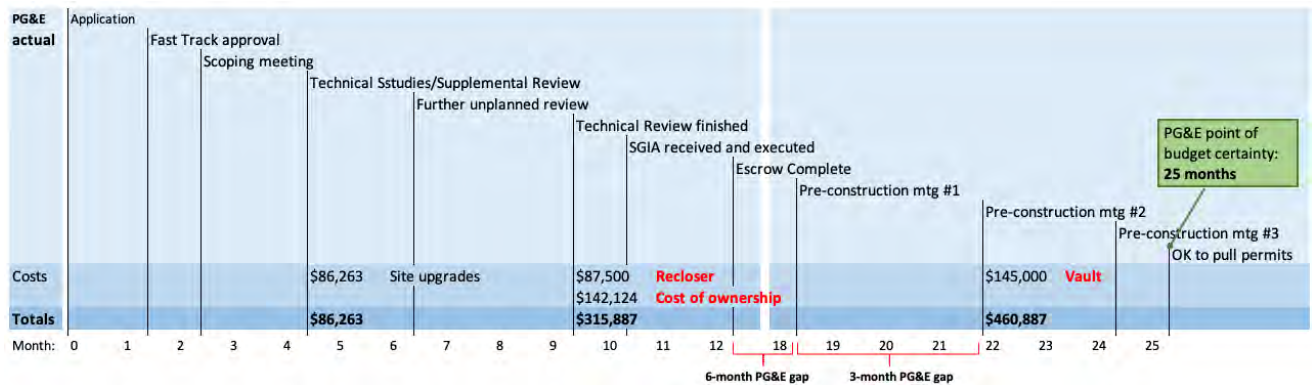 PG&E Application
actual
Fast Track approval
Scoping meeting
Technical Sstudies/Supplemental Review
Further unplanned review
Technical Review finished
SGIA received and executed
Escrow Complete
Pre-construction mtg #1
Pre-construction mtg #2
Pre-construction mtg #3
OK to pull permits
PG&E point of
budget certainty:
25 months
Costs $86,263 Site upgrades $87,500 Recloser $145,000 Vault
$142,124 Cost of ownership
Totals $86,263 $315,887 $460,887
Month: 0 1 2 3 4 5 6 7 8 9 10 11 12 18 19 20 21 22 23 24 25
6-month PG&E gap 3-month PG&E gap